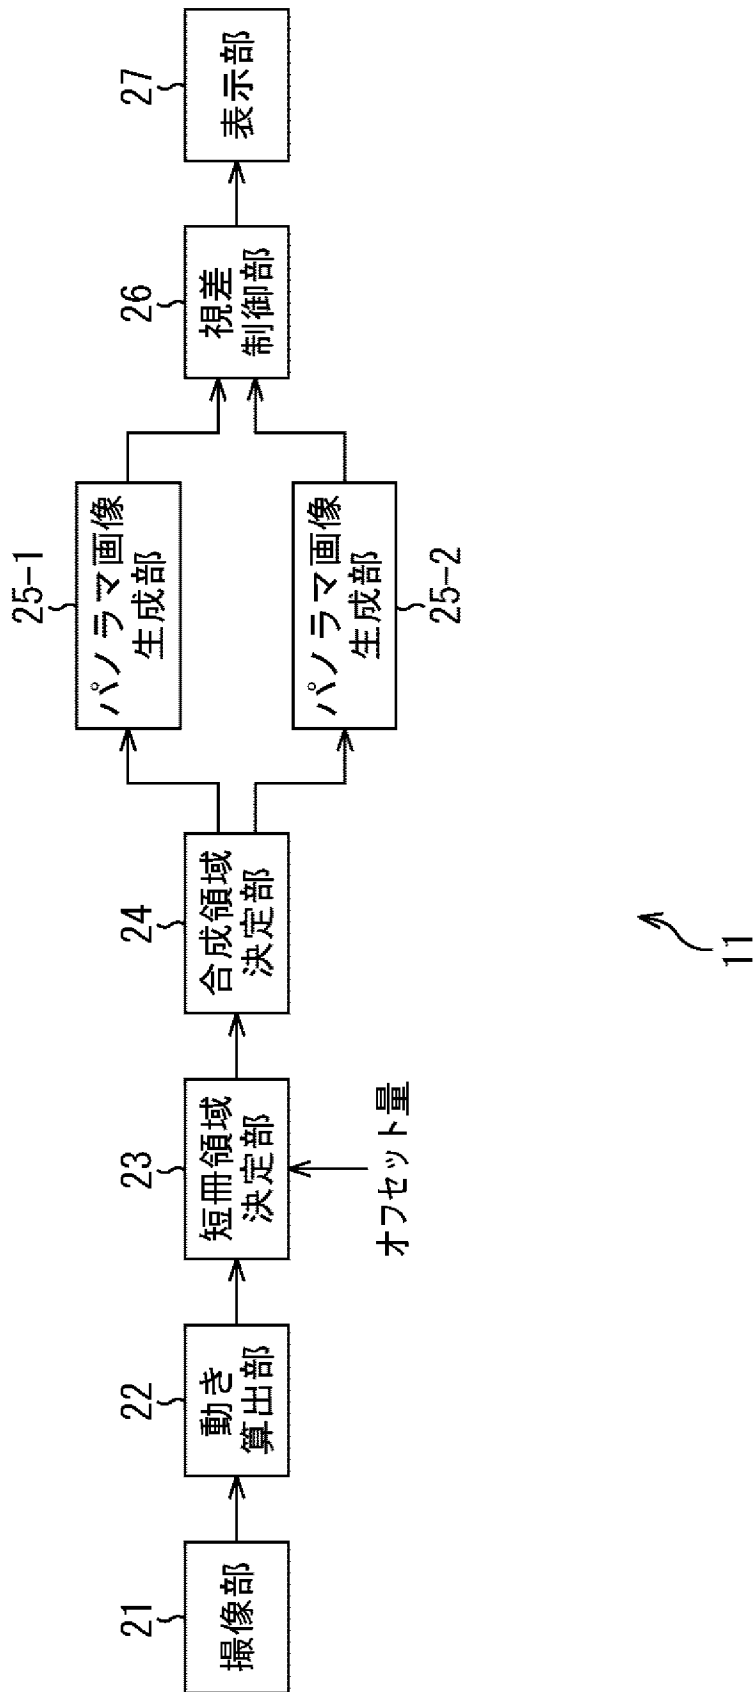 21
撮像部
22
動き
算出部
23
短冊領域
決定部
オフセット量
24
合成領域
決定部
25-1
パノラマ画像
生成部
25-2
パノラマ画像
生成部
26
視差
制御部
27
表示部
11